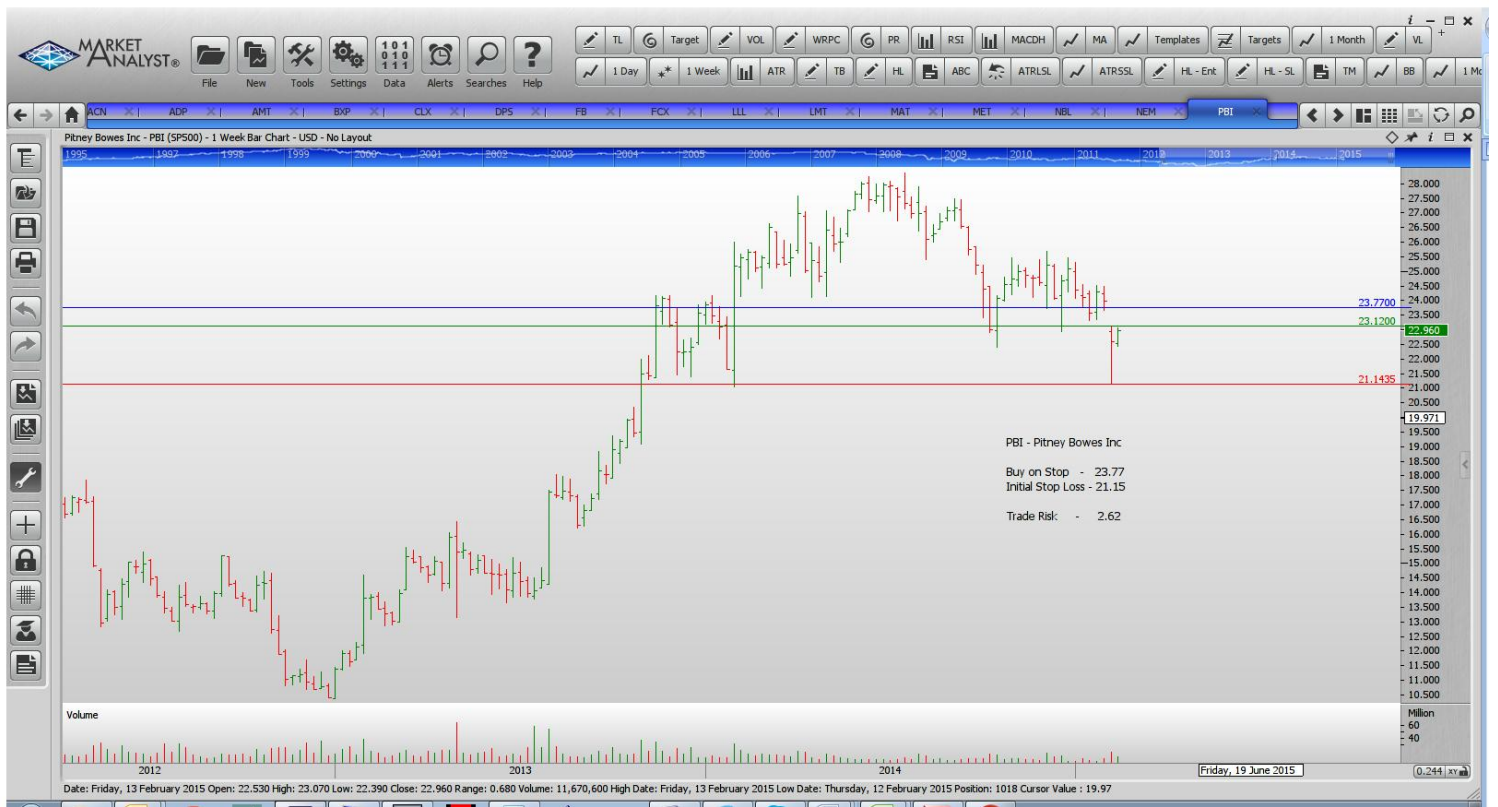 i
MARKET ANALYST®
File New Tools Settings Data Alerts Searches Help
TL Target VOL WRPC PR RSI MACDH MA Templates Targets 1 Month VL
1 Day 1 Week ATR TB HL ABC ATRLSL ATRSSL HL - Ent HL - SL TM BB 1 Mo
ACN ADP AMT BXP CLX DPS FB FCX LLL LMT MAT MET NBL NEM PBI
Pitney Bowes Inc - PBI (SP500) - 1 Week Bar Chart - USD - No Layout
1995 1997 1998 1999 2000 2001 2002 2003 2004 2005 2006 2007 2008 2009 2010 2011 2012 2013 2014 2015
28.000
27.500
27.000
26.500
26.000
25.500
25.000
24.500
24.000
23.7700
23.500
23.1200
22.960
22.500
22.000
21.500
21.1435
21.000
20.500
19.971
19.500
19.000
18.500
18.000
17.500
17.000
16.500
16.000
15.500
15.000
14.500
14.000
13.500
13.000
12.500
12.000
11.500
11.000
10.500
PBI - Pitney Bowes Inc
Buy on Stop - 23.77
Initial Stop Loss - 21.15
Trade Risk - 2.62
Volume
Million
60
40
2012 2013 2014 Friday, 19 June 2015 0.244 XY
Date: Friday, 13 February 2015 Open: 22.530 High: 23.070 Low: 22.390 Close: 22.960 Range: 0.680 Volume: 11,670,600 High Date: Friday, 13 February 2015 Low Date: Thursday, 12 February 2015 Position: 1018 Cursor Value : 19.97